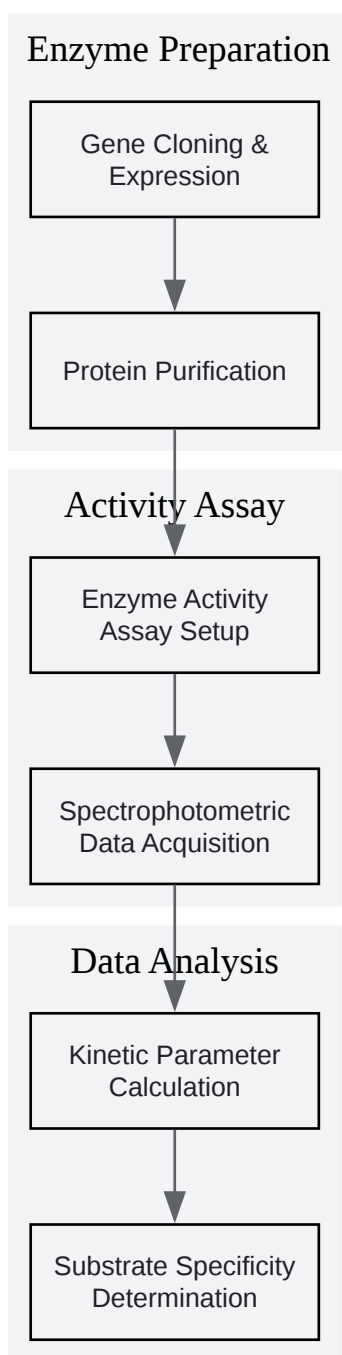 Enzyme Preparation
Gene Cloning &
Expression
Protein Purification
Activity Assay
Enzyme Activity
Assay Setup
Spectrophotometric
Data Acquisition
Data Analysis
Kinetic Parameter
Calculation
Substrate Specificity
Determination